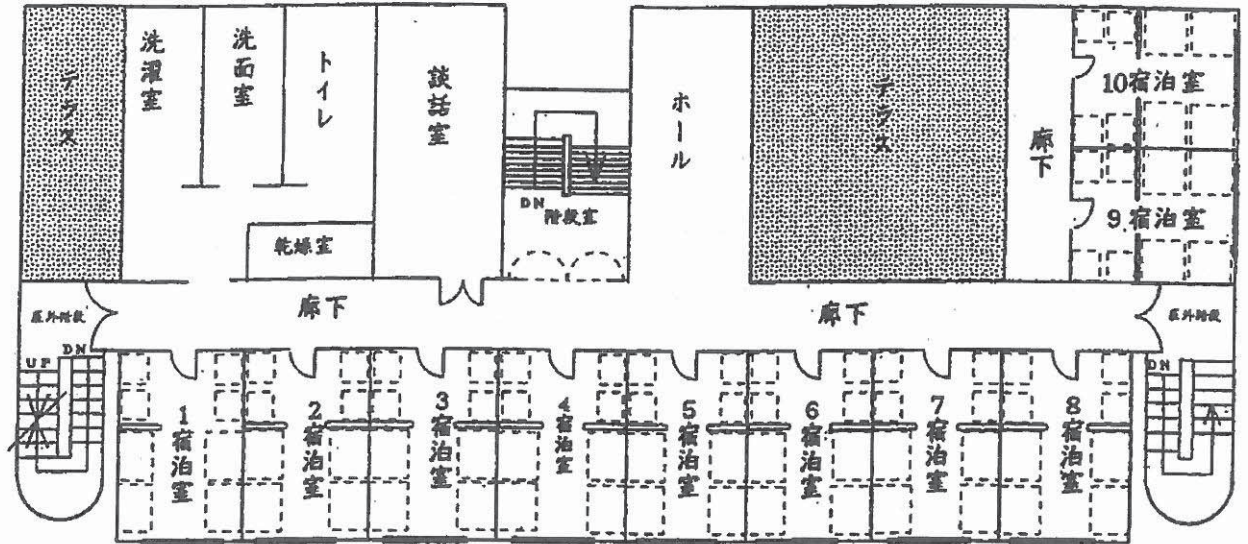 テラス
洗濯室
洗面室
トイレ
談話室
DN
階段室
ホール
テラス
廊下
10宿泊室
9宿泊室
乾燥室
屋外階段
廊下
廊下
屋外階段
UP
DN
DN
1宿泊室
2宿泊室
3宿泊室
4宿泊室
5宿泊室
6宿泊室
7宿泊室
8宿泊室